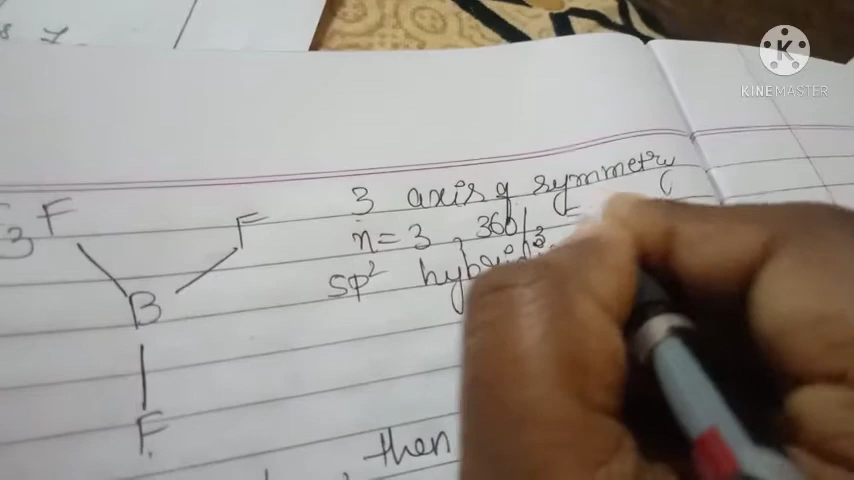 KINEMASTER
3 axis of symmetry
F F
n = 3, 360/3
sp² hybridi
B
F
then